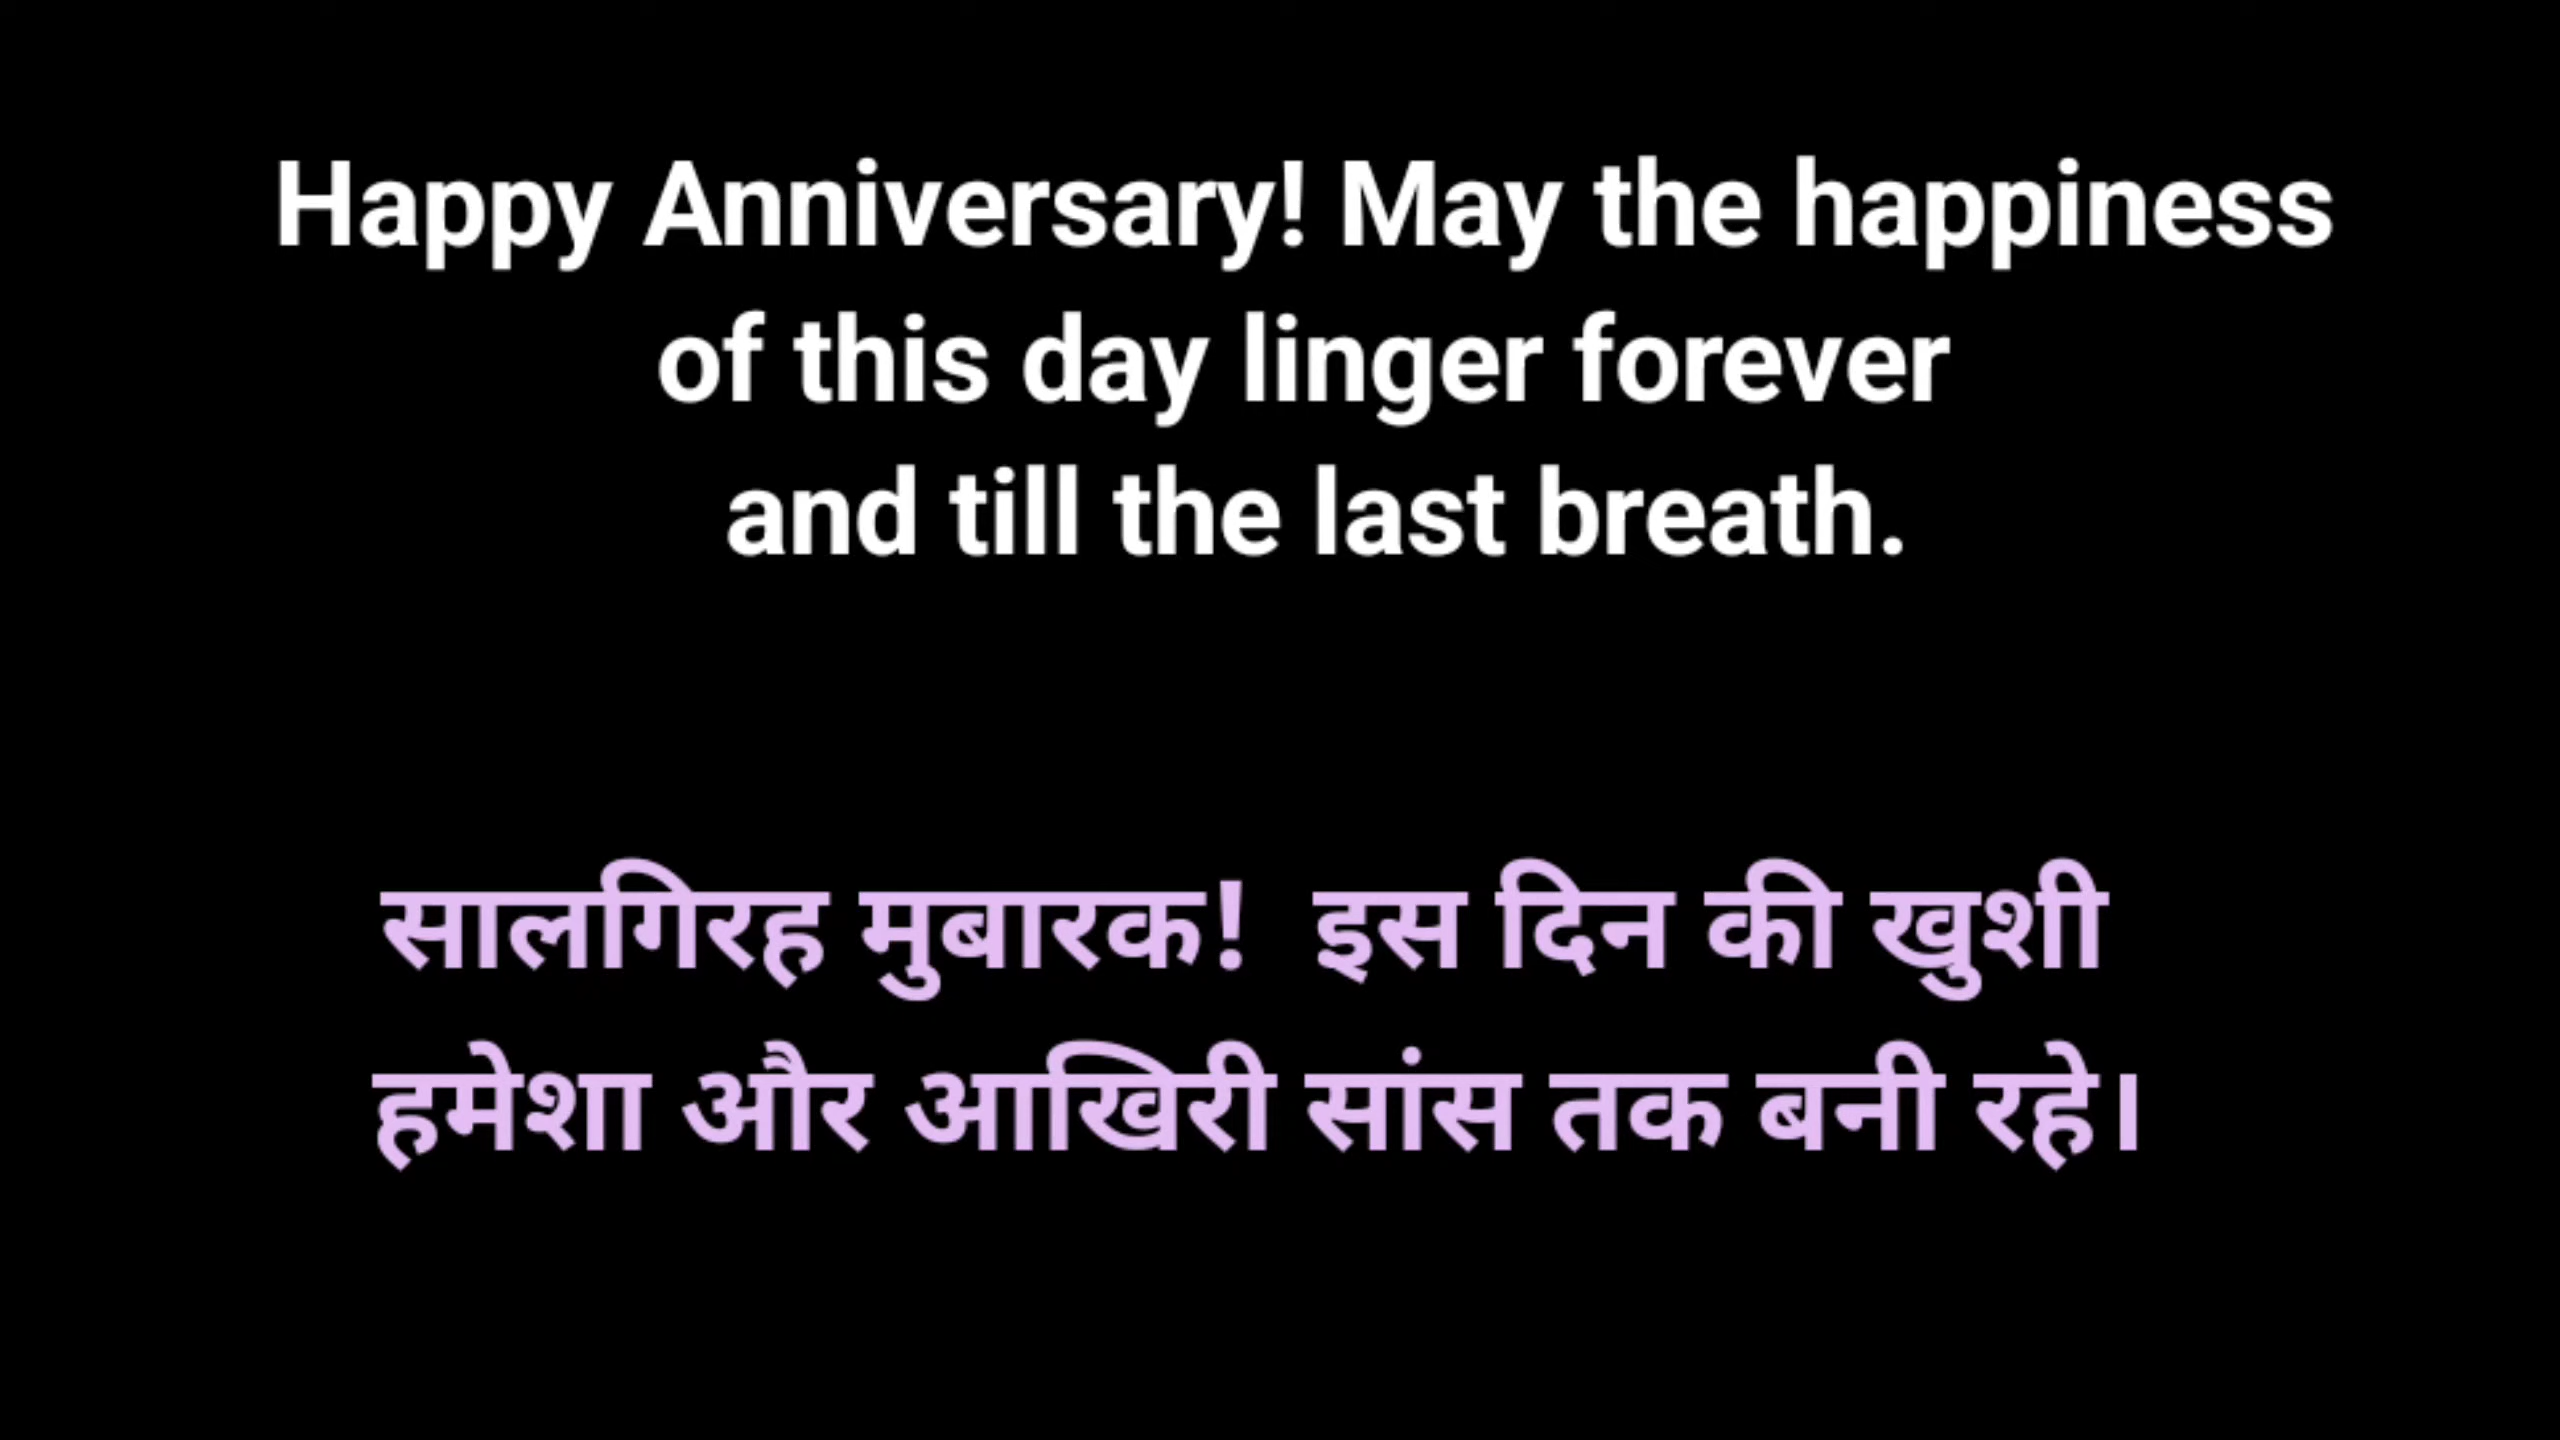 Happy Anniversary! May the happiness
of this day linger forever
and till the last breath.
सालगिरह मुबारक! इस दिन की खुशी
हमेशा और आखिरी सांस तक बनी रहे।